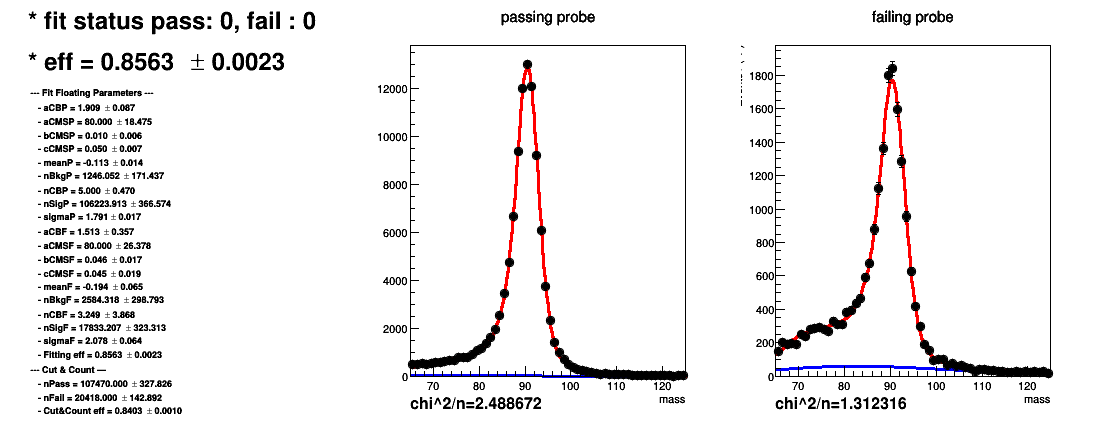 * fit status pass: 0, fail : 0
* eff = 0.8563 ± 0.0023
--- Fit Floating Parameters ---
- aCBP = 1.909 ± 0.087
- aCMSP = 80.000 ± 18.475
- bCMSP = 0.010 ± 0.006
- cCMSP = 0.050 ± 0.007
- meanP = -0.113 ± 0.014
- nBkgP = 1246.052 ± 171.437
- nCBP = 5.000 ± 0.470
- nSigP = 106223.913 ± 366.574
- sigmaP = 1.791 ± 0.017
- aCBF = 1.513 ± 0.357
- aCMSF = 80.000 ± 26.378
- bCMSF = 0.046 ± 0.017
- cCMSF = 0.045 ± 0.019
- meanF = -0.194 ± 0.065
- nBkgF = 2584.318 ± 298.793
- nCBF = 3.249 ± 3.868
- nSigF = 17833.207 ± 323.313
- sigmaF = 2.078 ± 0.064
- Fitting eff = 0.8563 ± 0.0023
--- Cut & Count ---
- nPass = 107470.000 ± 327.826
- nFail = 20418.000 ± 142.892
- Cut&Count eff = 0.8403 ± 0.0010
passing probe
12000
10000
8000
6000
4000
2000
0
70 80 90 100 110 120
mass
chi^2/n=2.488672
failing probe
1800
1600
1400
1200
1000
800
600
400
200
0
70 80 90 100 110 120
mass
chi^2/n=1.312316